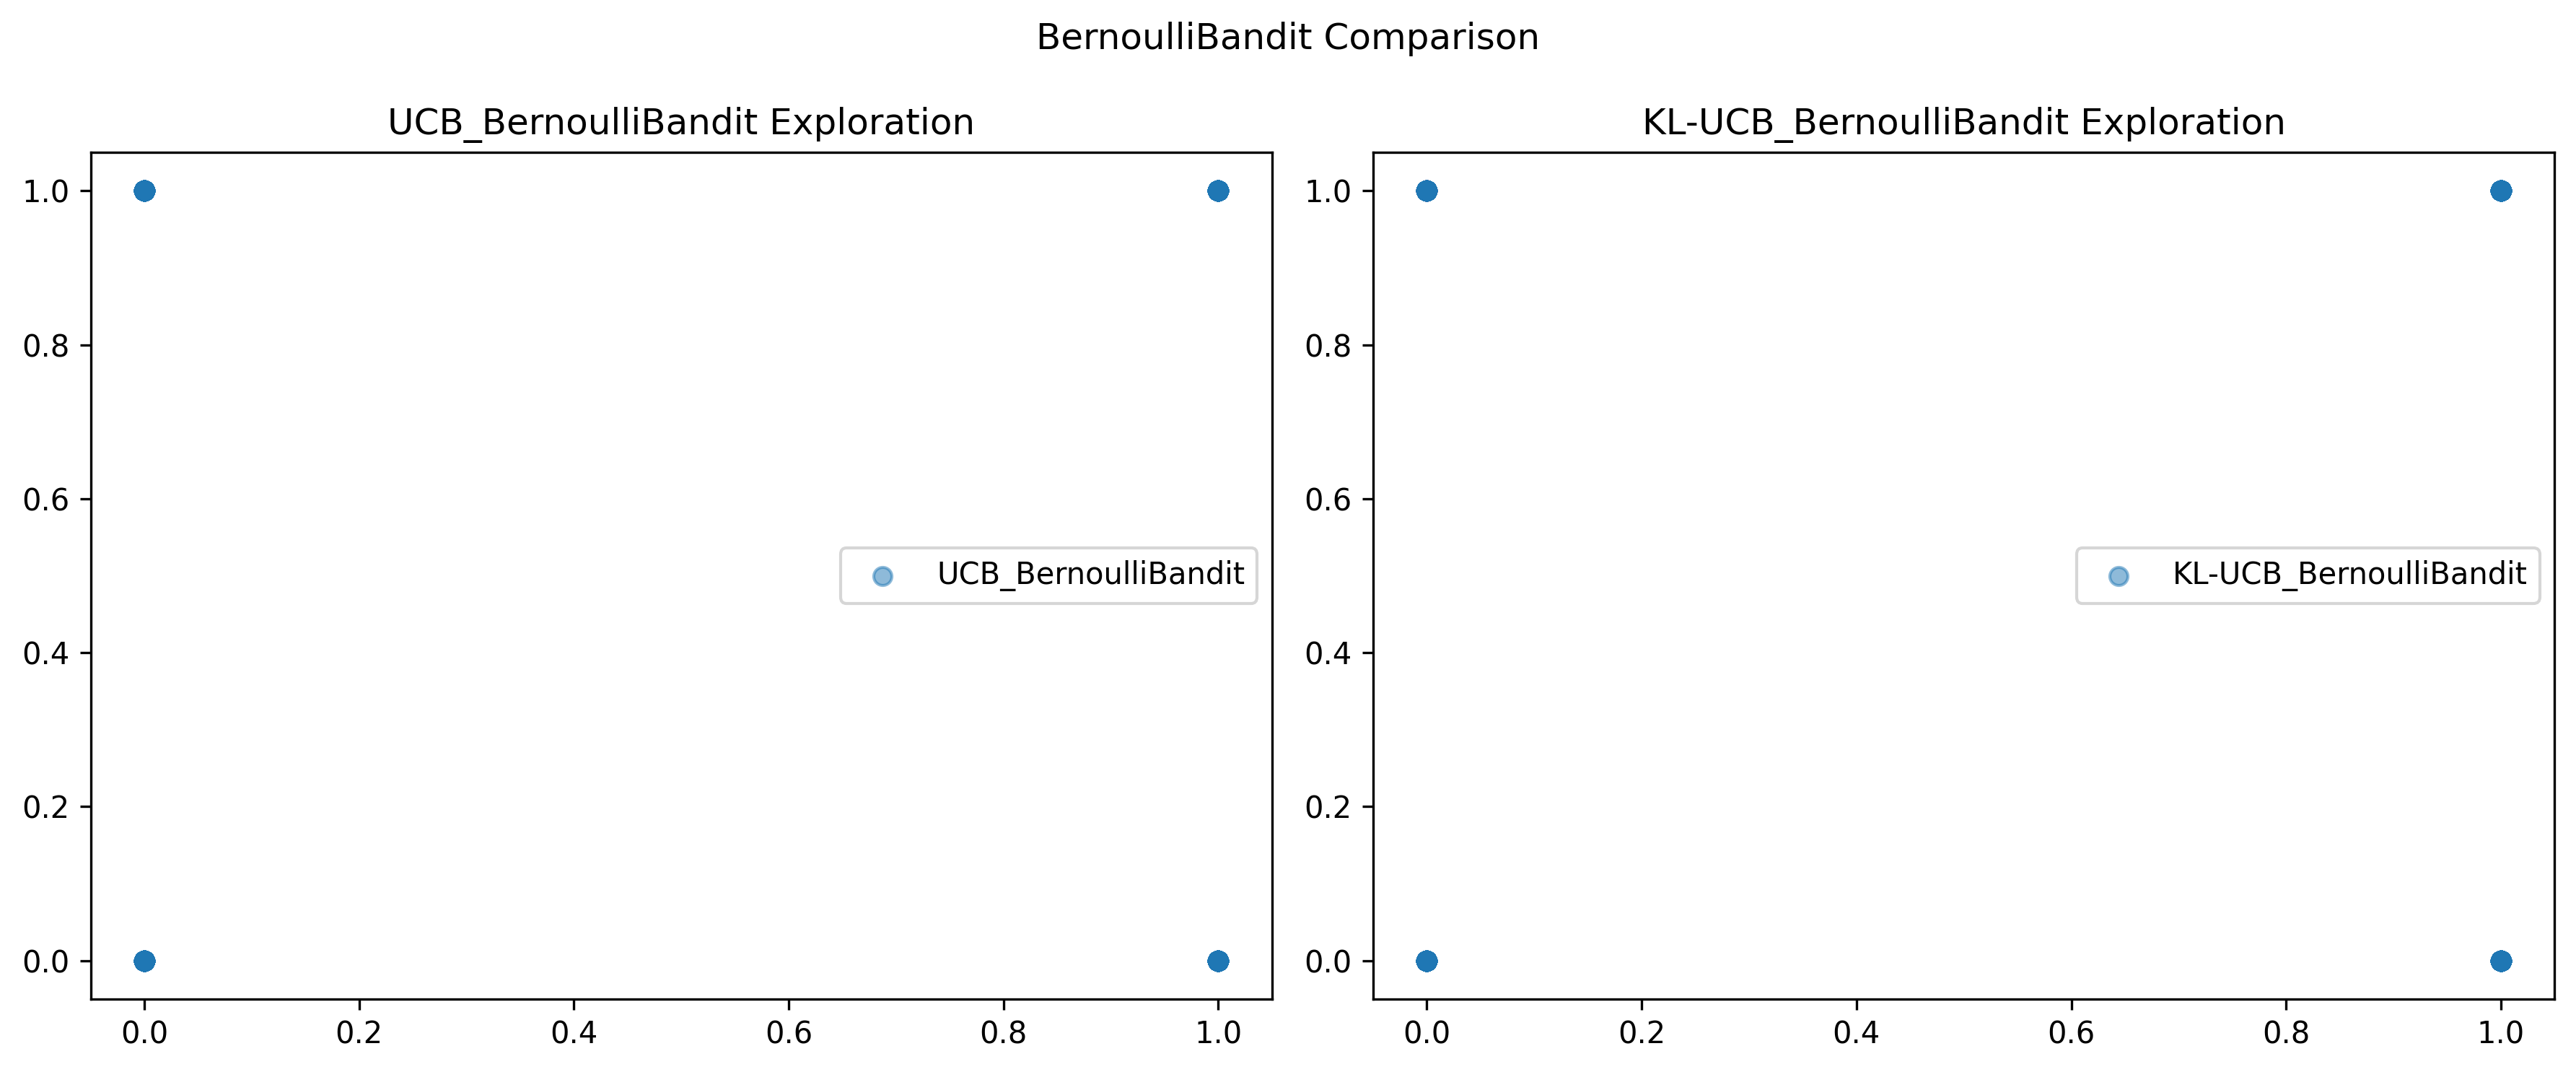 BernoulliBandit Comparison
UCB_BernoulliBandit Exploration
1.0
0.8
0.6
0.4
0.2
0.0
0.0 0.2 0.4 0.6 0.8 1.0
UCB_BernoulliBandit
KL-UCB_BernoulliBandit Exploration
1.0
0.8
0.6
0.4
0.2
0.0
0.0 0.2 0.4 0.6 0.8 1.0
KL-UCB_BernoulliBandit